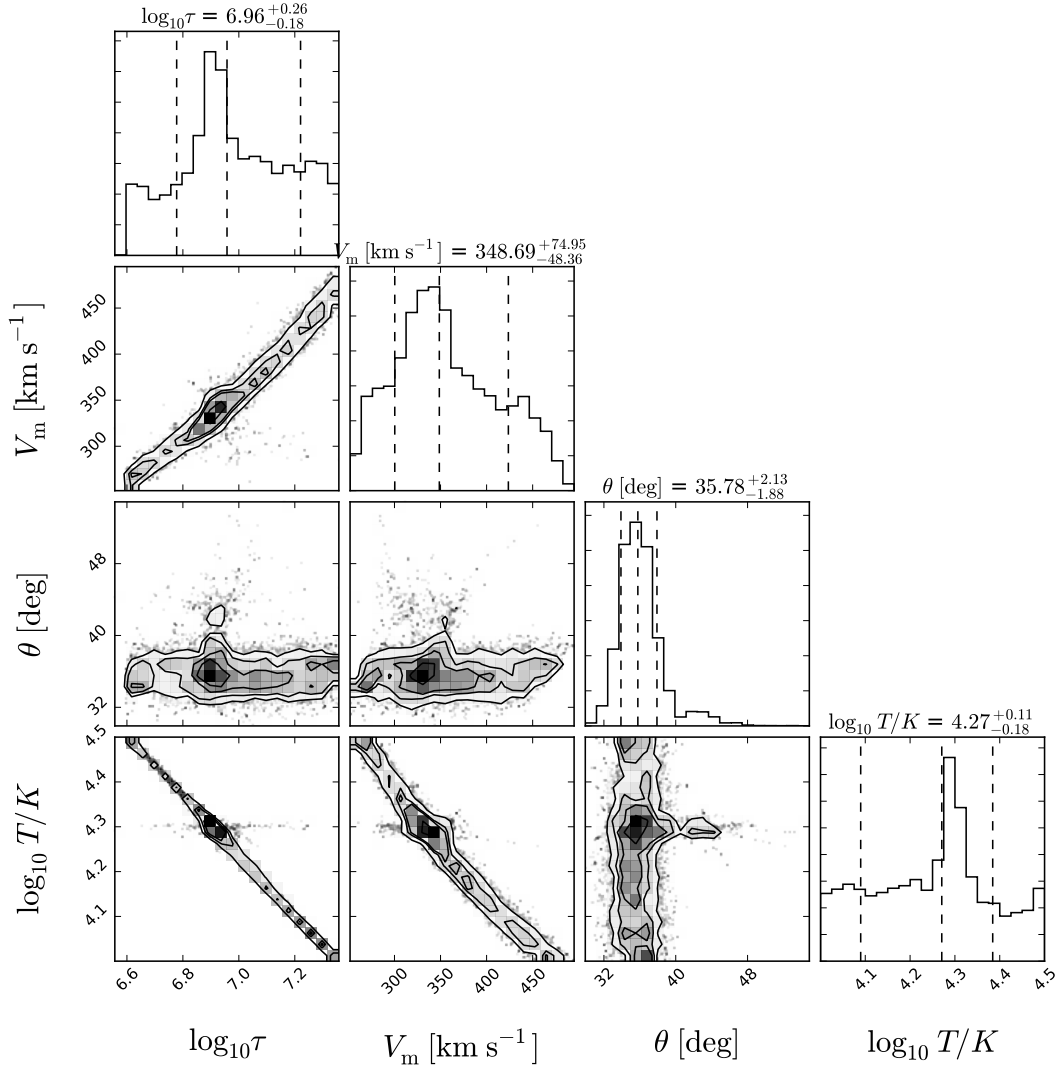 log₁₀τ = 6.96⁺⁰·²⁶₋₀.₁₈
V_m [km s⁻¹] = 348.69⁺⁷⁴·⁹⁵₋₄₈.₃₆
450
400
350
300
V_m [km s⁻¹]
θ [deg] = 35.78⁺²·¹³₋₁.₈₈
48
40
32
θ [deg]
log₁₀ T/K = 4.27⁺⁰·¹¹₋₀.₁₈
4.5
4.4
4.3
4.2
4.1
log₁₀ T/K
6.6 6.8 7.0 7.2 300 350 400 450 32 40 48 4.1 4.2 4.3 4.4 4.5
log₁₀τ V_m [km s⁻¹] θ [deg] log₁₀ T/K